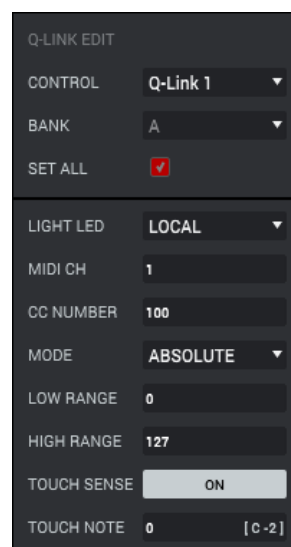 Q-LINK EDIT
CONTROL Q-Link 1
BANK A
SET ALL
LIGHT LED LOCAL
MIDI CH 1
CC NUMBER 100
MODE ABSOLUTE
LOW RANGE 0
HIGH RANGE 127
TOUCH SENSE ON
TOUCH NOTE 0 [ C -2 ]